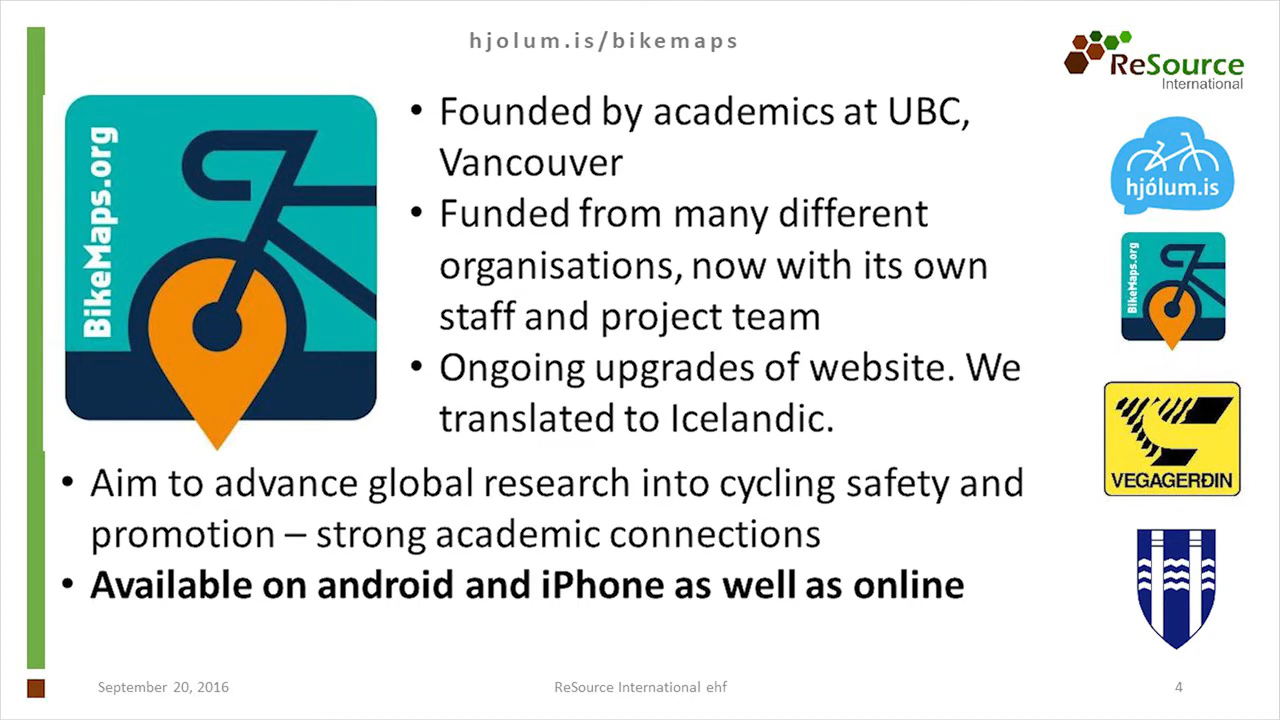 hjolum.is/bikemaps
ReSource
International
BikeMaps.org
• Founded by academics at UBC,
Vancouver
• Funded from many different
organisations, now with its own
staff and project team
• Ongoing upgrades of website. We
translated to Icelandic.
• Aim to advance global research into cycling safety and
promotion – strong academic connections
• Available on android and iPhone as well as online
hjólum.is
BikeMaps.org
VEGAGERÐIN
September 20, 2016
ReSource International ehf
4